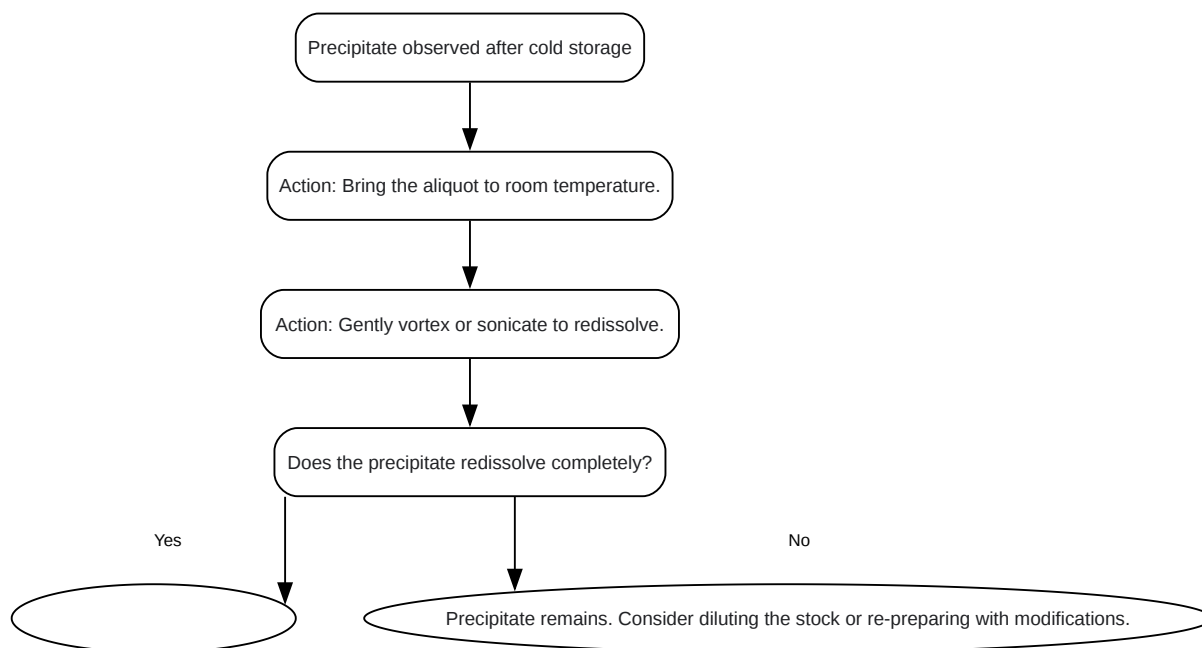 Precipitate observed after cold storage
Action: Bring the aliquot to room temperature.
Action: Gently vortex or sonicate to redissolve.
Does the precipitate redissolve completely?
Yes
No
Precipitate remains. Consider diluting the stock or re-preparing with modifications.